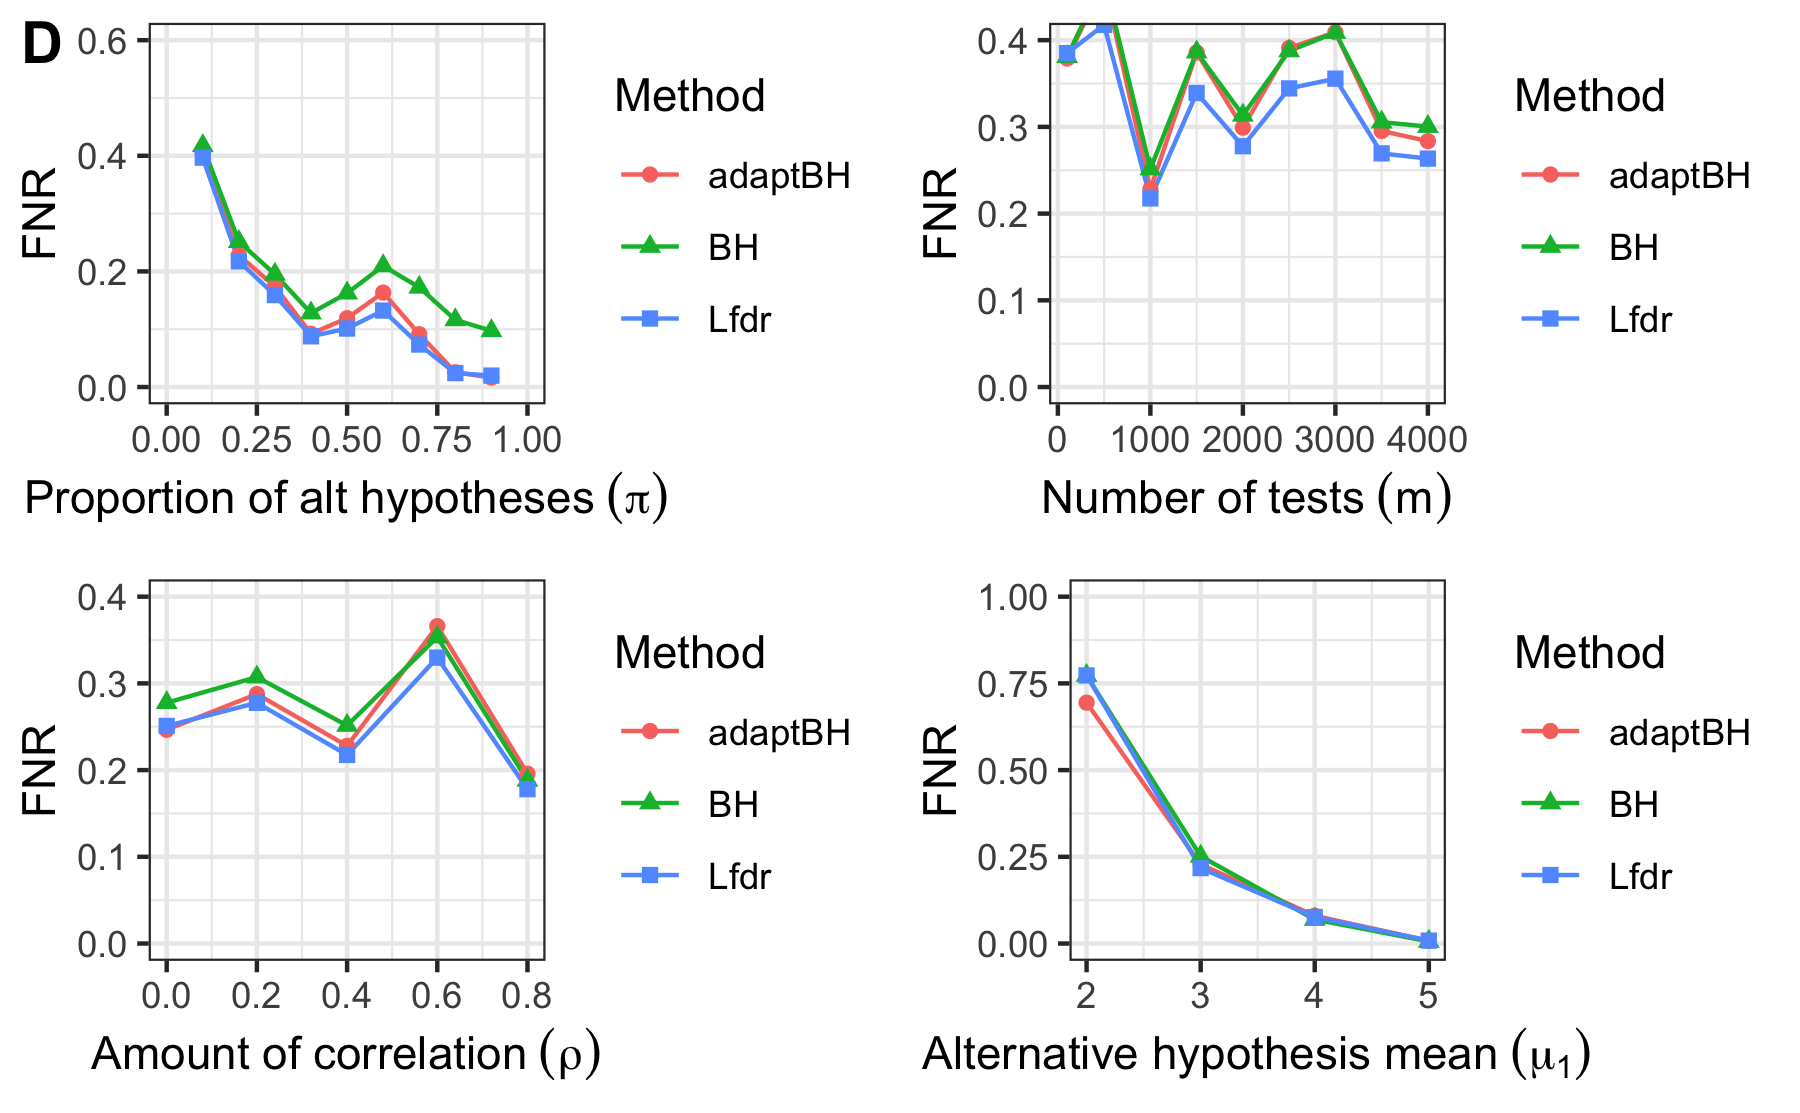 D
0.6
0.4
0.2
0.0
FNR
0.00 0.25 0.50 0.75 1.00
Proportion of alt hypotheses (π)
Method
adaptBH
BH
Lfdr
0.4
0.3
0.2
0.1
0.0
FNR
0 1000 2000 3000 4000
Number of tests (m)
Method
adaptBH
BH
Lfdr
0.4
0.3
0.2
0.1
0.0
FNR
0.0 0.2 0.4 0.6 0.8
Amount of correlation (ρ)
Method
adaptBH
BH
Lfdr
1.00
0.75
0.50
0.25
0.00
FNR
2 3 4 5
Alternative hypothesis mean (μ₁)
Method
adaptBH
BH
Lfdr